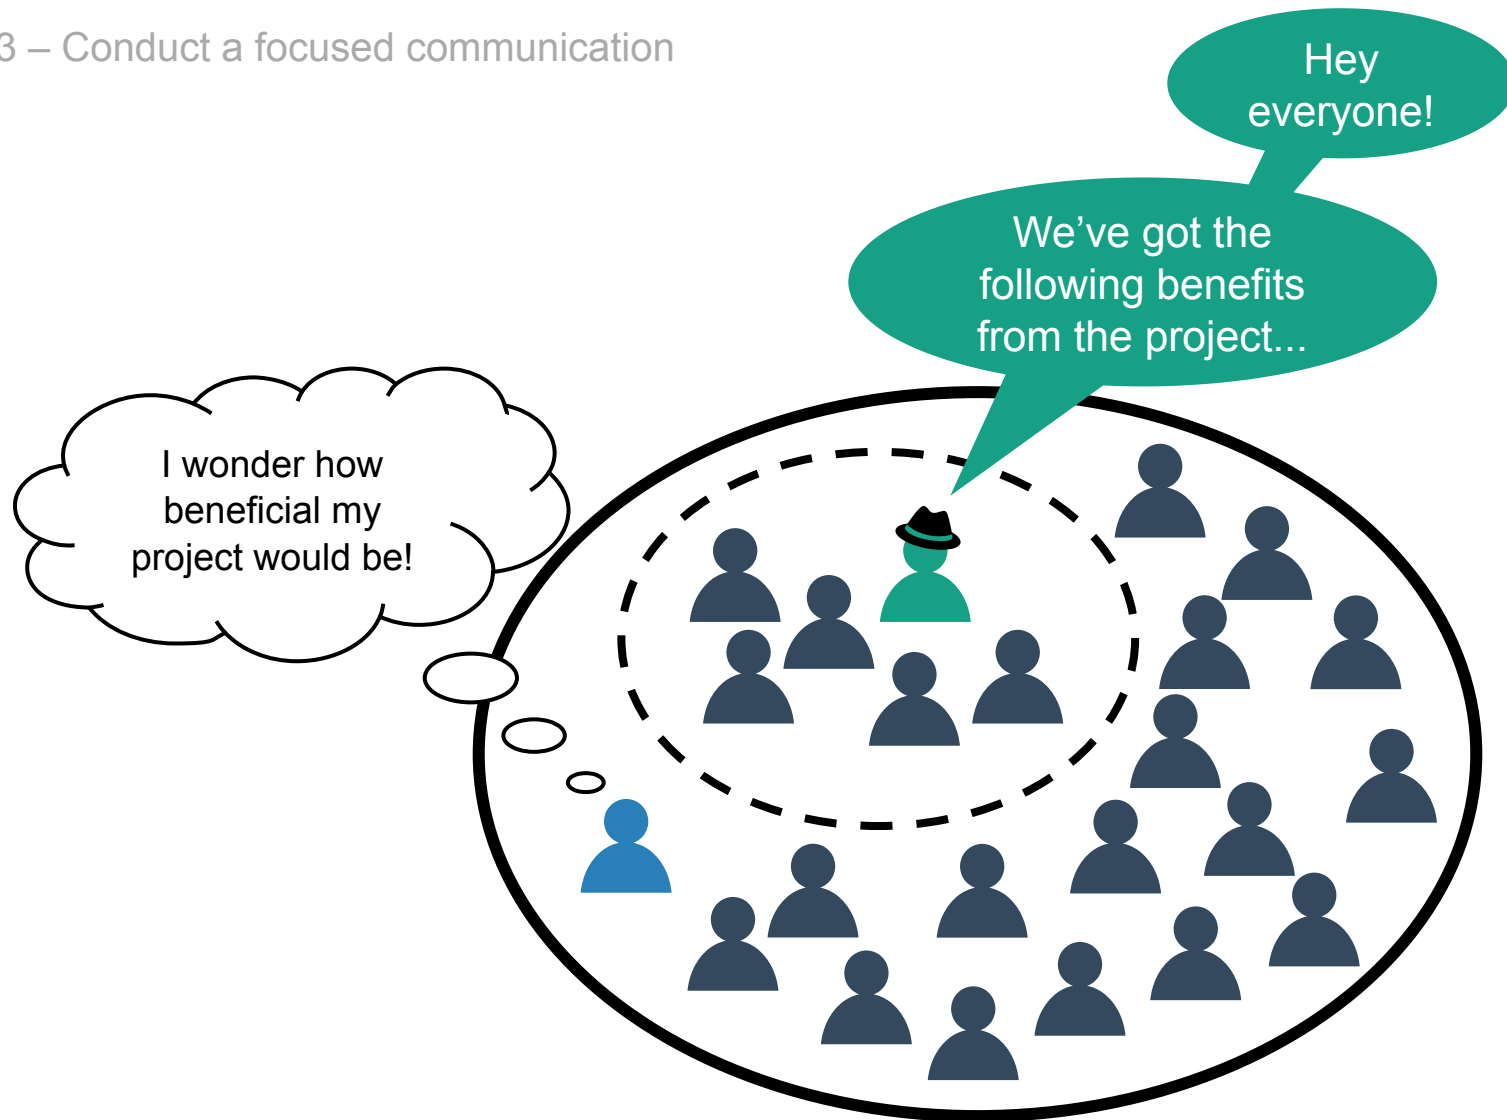 3 – Conduct a focused communication
Hey
everyone!
We’ve got the
following benefits
from the project...
I wonder how
beneficial my
project would be!